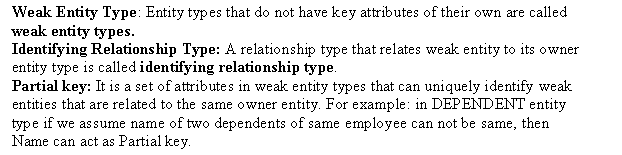 Weak Entity Type: Entity types that do not have key attributes of their own are called
weak entity types.
Identifying Relationship Type: A relationship type that relates weak entity to its owner
entity type is called identifying relationship type.
Partial key: It is a set of attributes in weak entity types that can uniquely identify weak
entities that are related to the same owner entity. For example: in DEPENDENT entity
type if we assume name of two dependents of same employee can not be same, then
Name can act as Partial key.